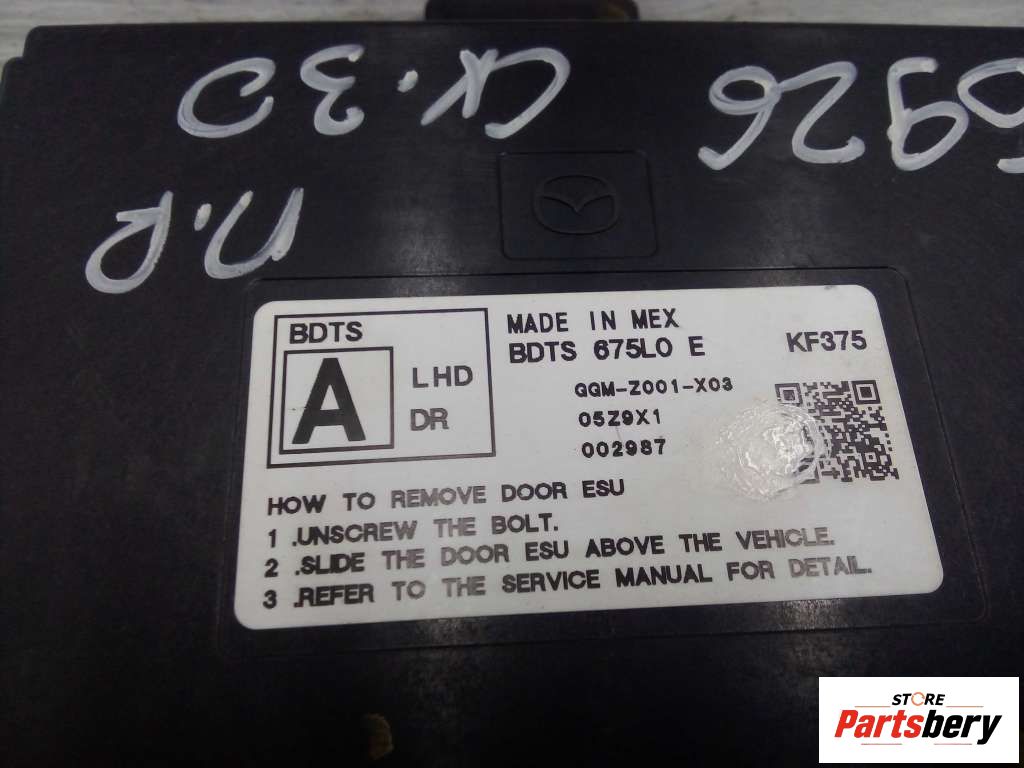 CX.30
П.Р
BDTS
A
LHD
DR
MADE IN MEX
BDTS 675L0 E
KF375
GGM-Z001-X03
05Z9X1
002987
HOW TO REMOVE DOOR ESU
1 .UNSCREW THE BOLT.
2 .SLIDE THE DOOR ESU ABOVE THE VEHICLE.
3 .REFER TO THE SERVICE MANUAL FOR DETAIL.
STORE
Partsbery